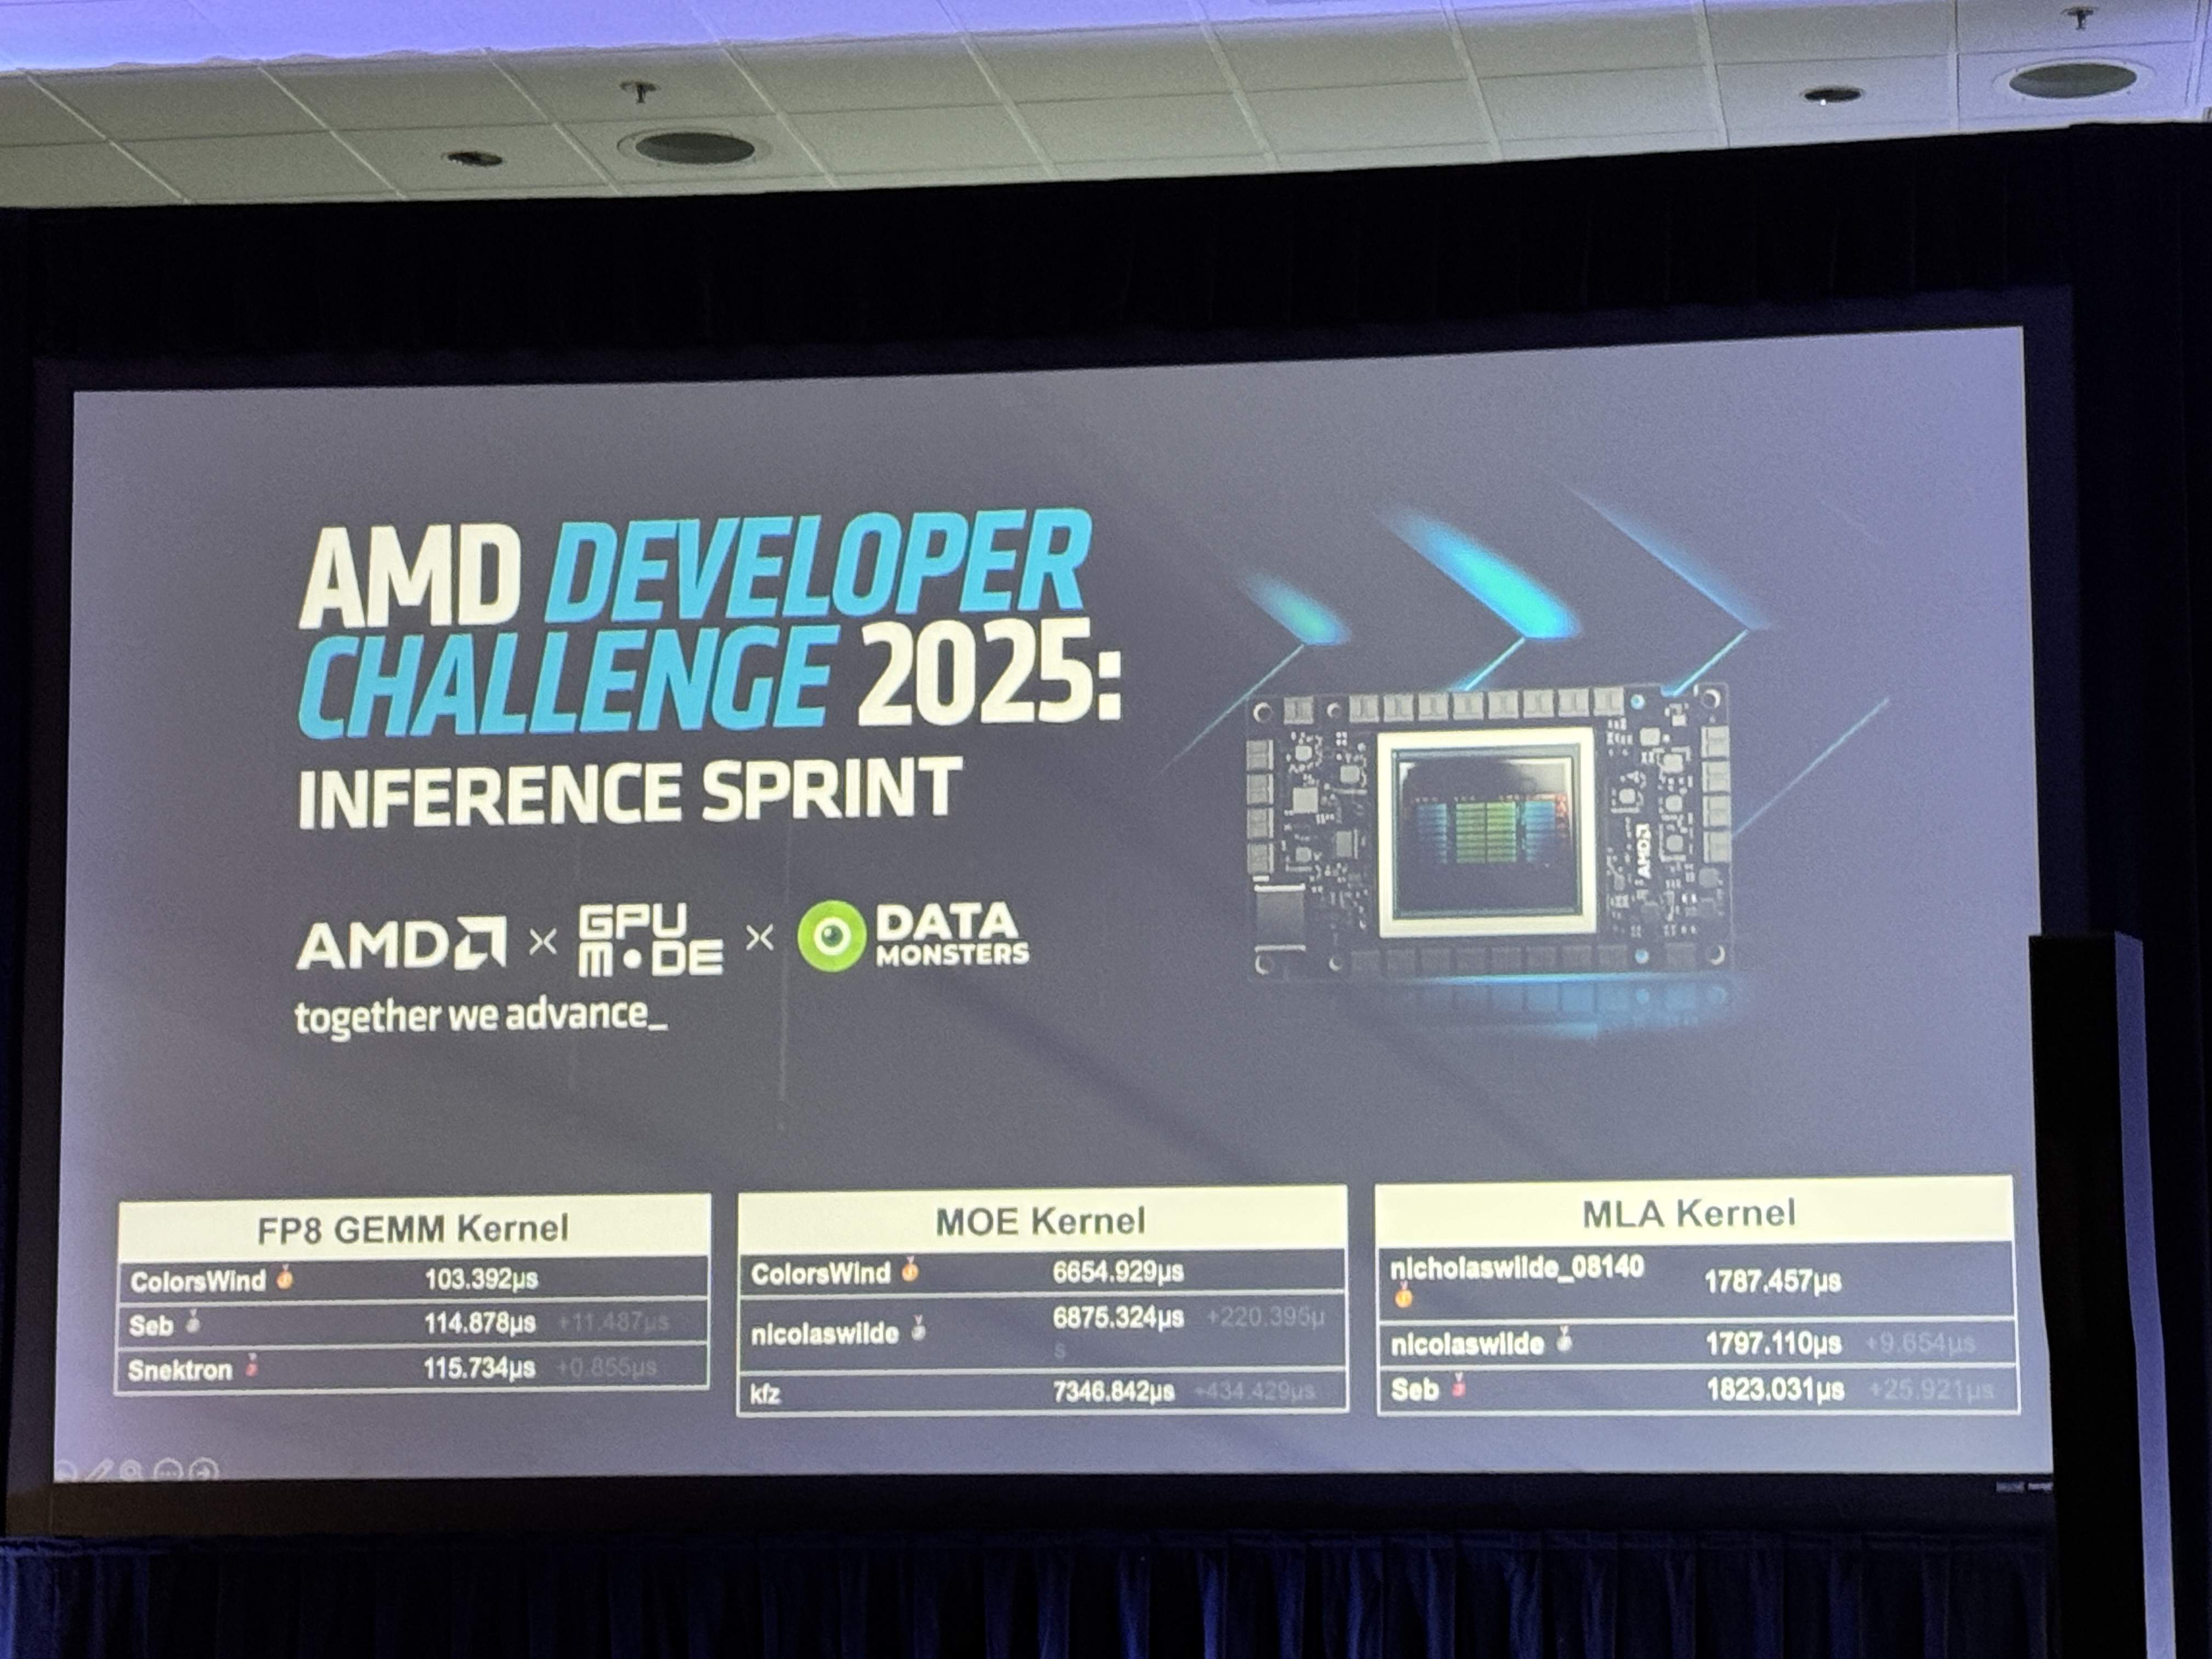 AMD DEVELOPER
CHALLENGE 2025:
INFERENCE SPRINT
AMD × GPU MODE × DATA MONSTERS
together we advance_
AMD
FP8 GEMM Kernel
ColorsWind 103.392µs
Seb 114.878µs +11.487µs
Snektron 115.734µs +0.855µs
MOE Kernel
ColorsWind 6654.929µs
nicolaswilde 6875.324µs +220.395µ
s
kfz 7346.842µs +434.429µs
MLA Kernel
nicholaswilde_08140 1787.457µs
nicolaswilde 1797.110µs +9.654µs
Seb 1823.031µs +25.921µs